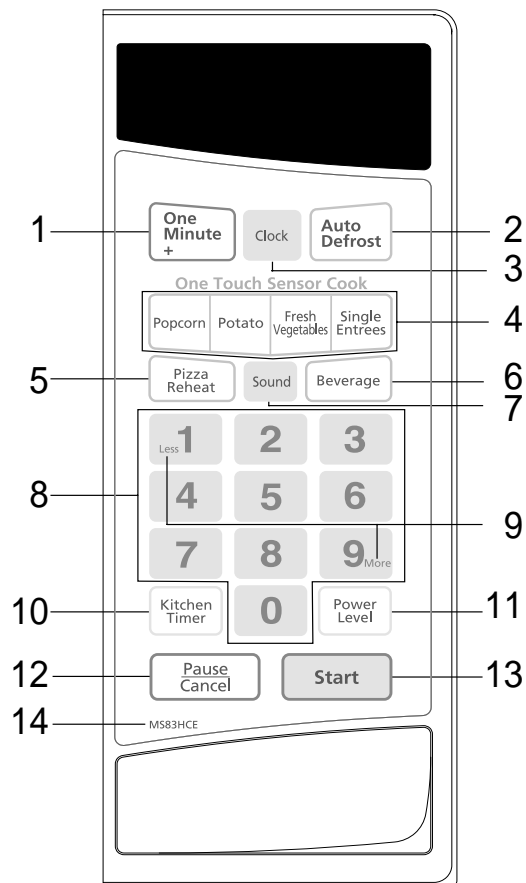 1
One
Minute
+
Clock
Auto
Defrost
2
3
One Touch Sensor Cook
Popcorn
Potato
Fresh
Vegetables
Single
Entrees
4
5
Pizza
Reheat
Sound
Beverage
6
7
Less 1
2
3
8
4
5
6
9
7
8
9 More
10
Kitchen
Timer
0
Power
Level
11
12
Pause
Cancel
Start
13
14
MS83HCE